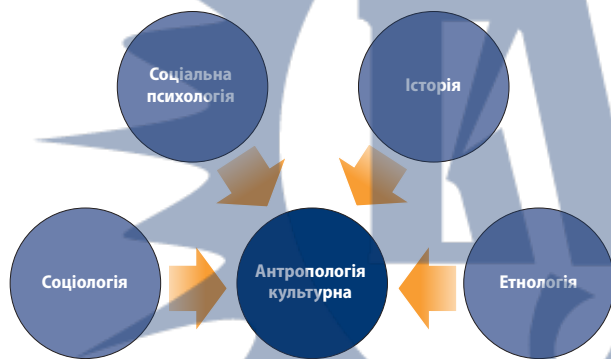 Соціальна
психологія
Історія
Соціологія
Антропологія
культурна
Етнологія